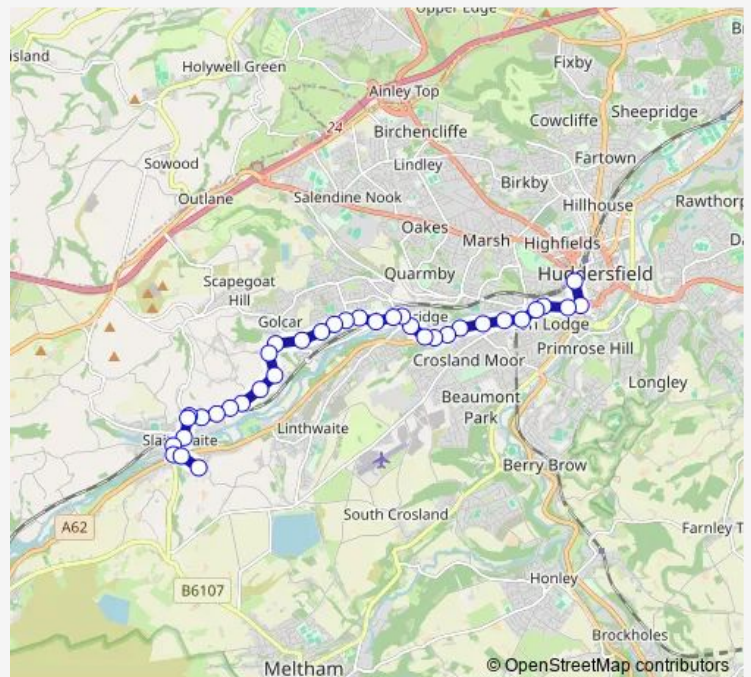 Upper Edge
island
Holywell Green
Fixby
Ainley Top
24
Birchencliffe
Cowcliffe
Sheepridge
Sowood
Lindley
Fartown
Birkby
Outlane
Salendine Nook
Hillhouse
Rawthorp
Oakes
Marsh
Highfields
Scapegoat
Hill
Quarmby
Huddersfield
Golcar
idge
n Lodge
Primrose Hill
Crosland Moor
Longley
Beaumont
Park
Linthwaite
Slaithwaite
Berry Brow
South Crosland
A62
Farnley T
B6107
Honley
Brockholes
Meltham
© OpenStreetMap contributors